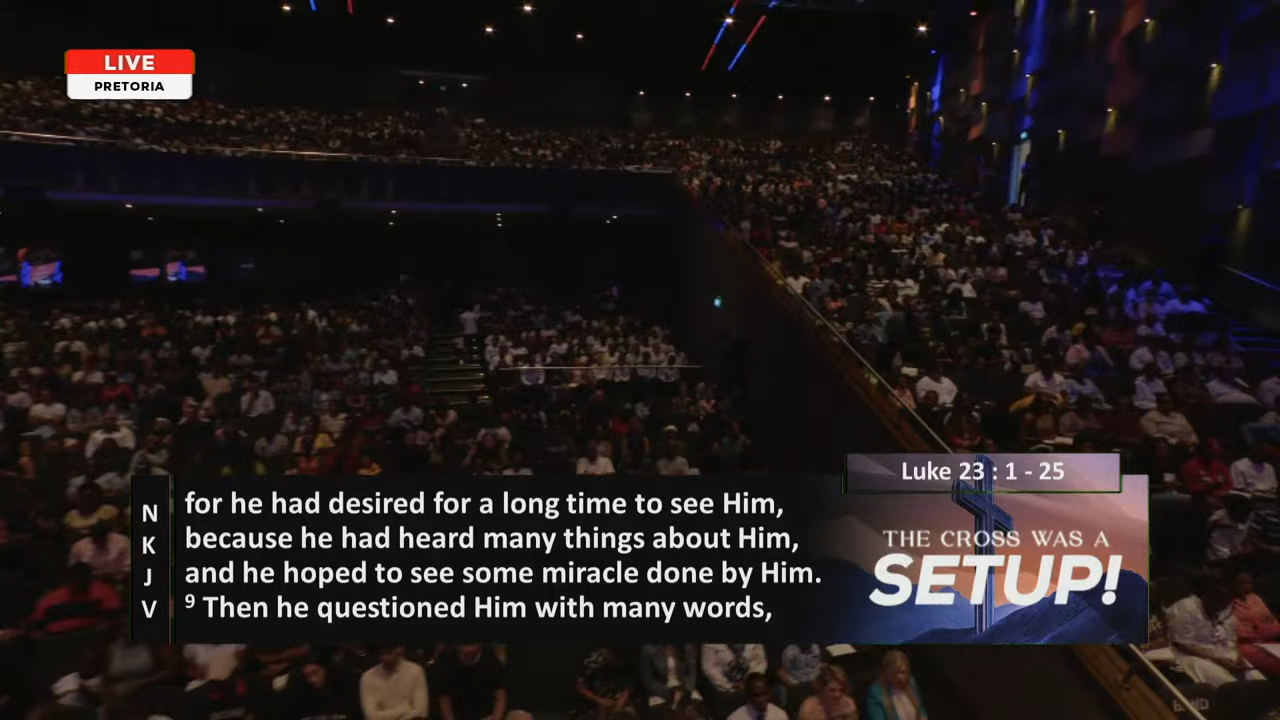 LIVE
PRETORIA
Luke 23 : 1 - 25
N
K
J
V
for he had desired for a long time to see Him,
because he had heard many things about Him,
and he hoped to see some miracle done by Him.
9 Then he questioned Him with many words,
THE CROSS WAS A
SETUP!